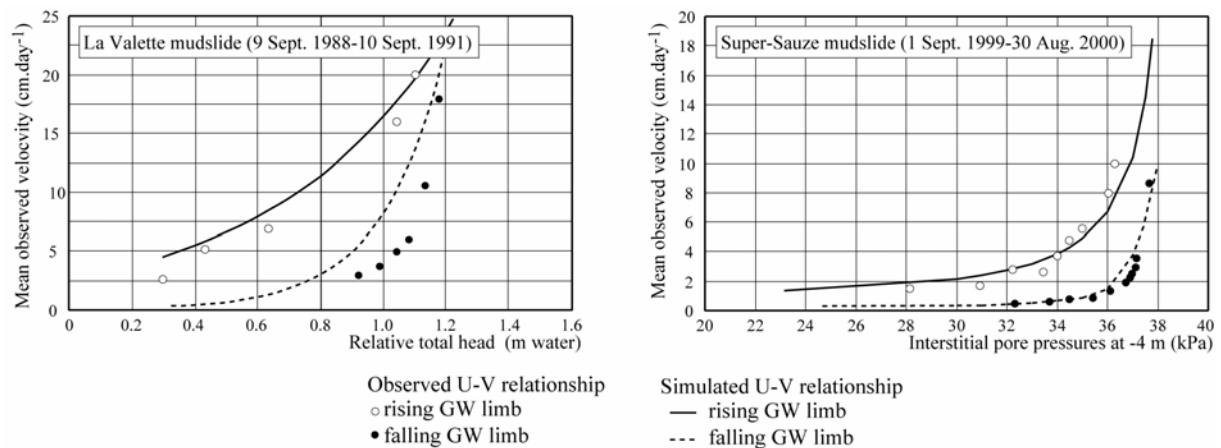 La Valette mudslide (9 Sept. 1988-10 Sept. 1991)
Mean observed velocvity (cm.day-1)
25
20
15
10
5
0
0 0.2 0.4 0.6 0.8 1.0 1.2 1.4 1.6
Relative total head (m water)
Super-Sauze mudslide (1 Sept. 1999-30 Aug. 2000)
Mean observed velocity (cm.day-1)
20
18
16
14
12
10
8
6
4
2
0
20 22 24 26 28 30 32 34 36 38 40
Interstitial pore pressures at -4 m (kPa)
Observed U-V relationship
rising GW limb
falling GW limb
Simulated U-V relationship
rising GW limb
falling GW limb